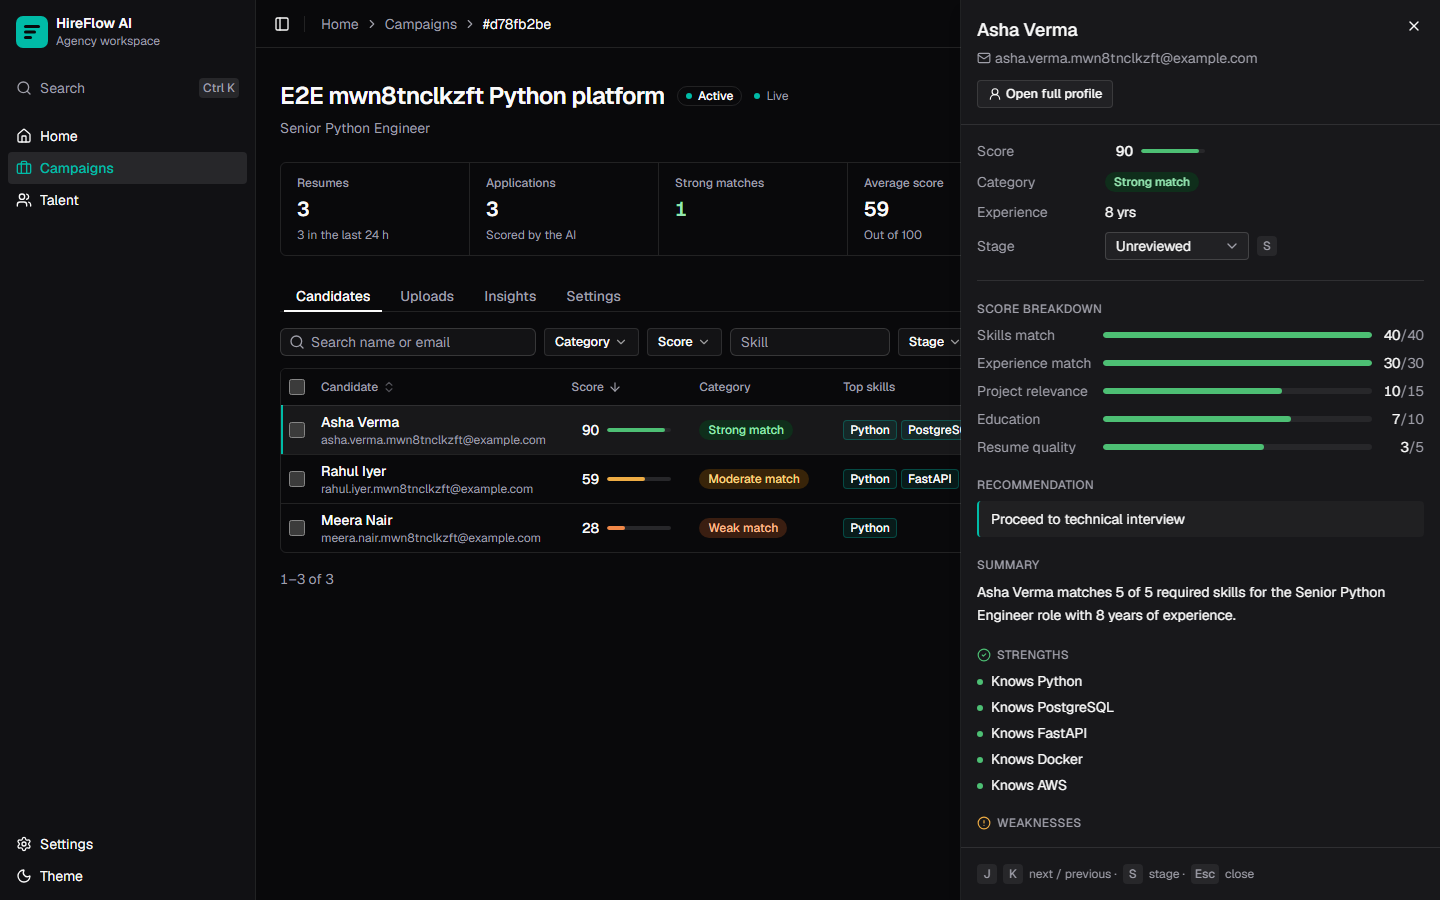 HireFlow AI
Agency workspace
Search
Ctrl K
Home
Campaigns
Talent
Settings
Theme
Home > Campaigns > #d78fb2be
E2E mwn8tnclkzft Python platform
Active
Live
Senior Python Engineer
Resumes
3
3 in the last 24 h
Applications
3
Scored by the AI
Strong matches
1
Average score
59
Out of 100
Candidates
Uploads
Insights
Settings
Search name or email
Category
Score
Skill
Stage
Candidate
Score
Category
Top skills
Asha Verma
asha.verma.mwn8tnclkzft@example.com
90
Strong match
Python
PostgreS
Rahul Iyer
rahul.iyer.mwn8tnclkzft@example.com
59
Moderate match
Python
FastAPI
Meera Nair
meera.nair.mwn8tnclkzft@example.com
28
Weak match
Python
1–3 of 3
Asha Verma
asha.verma.mwn8tnclkzft@example.com
Open full profile
Score
90
Category
Strong match
Experience
8 yrs
Stage
Unreviewed
S
SCORE BREAKDOWN
Skills match
40/40
Experience match
30/30
Project relevance
10/15
Education
7/10
Resume quality
3/5
RECOMMENDATION
Proceed to technical interview
SUMMARY
Asha Verma matches 5 of 5 required skills for the Senior Python
Engineer role with 8 years of experience.
STRENGTHS
Knows Python
Knows PostgreSQL
Knows FastAPI
Knows Docker
Knows AWS
WEAKNESSES
J K next / previous · S stage · Esc close